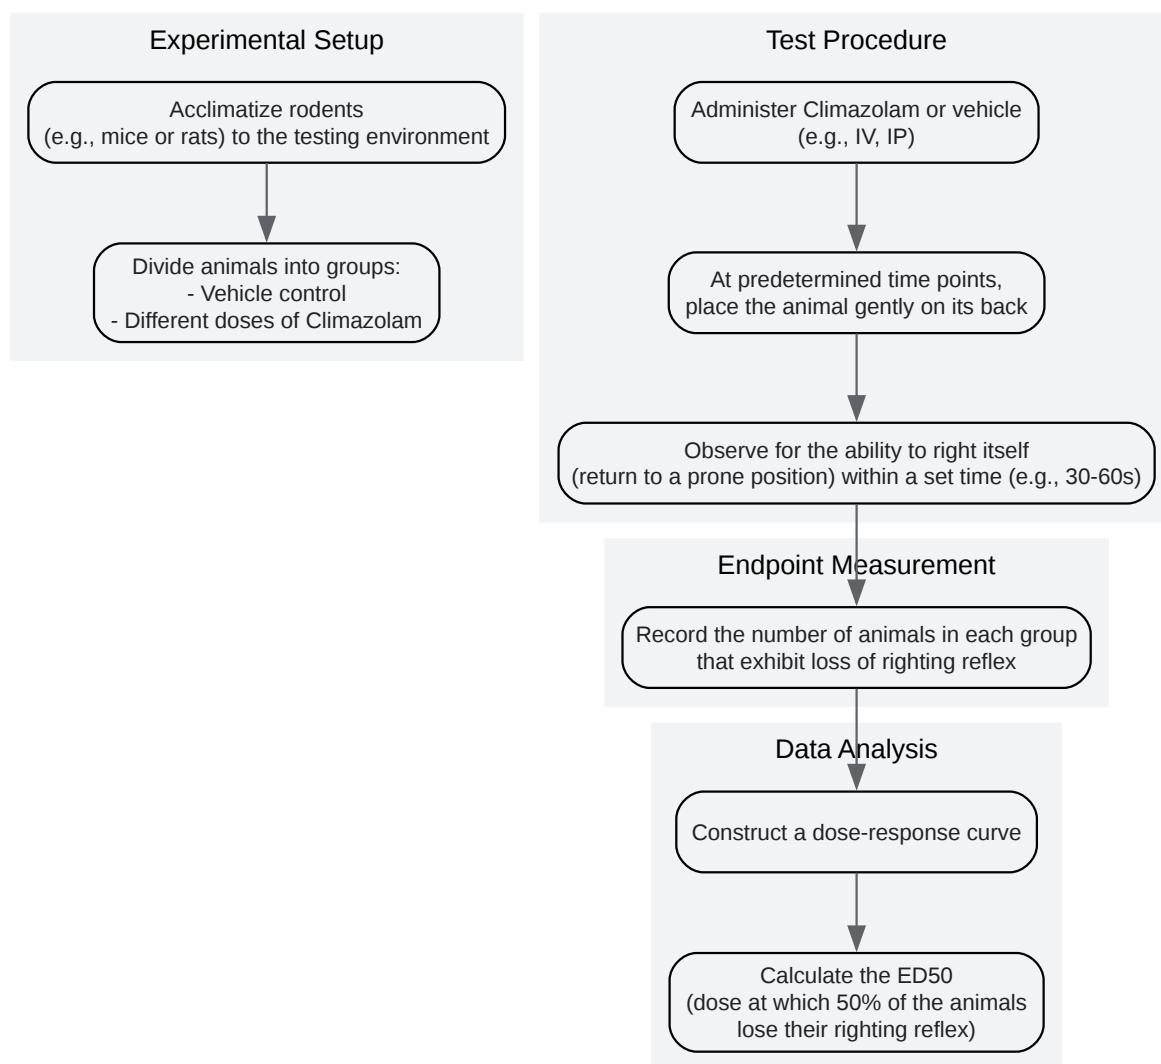 Experimental Setup
Acclimatize rodents
(e.g., mice or rats) to the testing environment
Divide animals into groups:
- Vehicle control
- Different doses of Climazolam
Test Procedure
Administer Climazolam or vehicle
(e.g., IV, IP)
At predetermined time points,
place the animal gently on its back
Observe for the ability to right itself
(return to a prone position) within a set time (e.g., 30-60s)
Endpoint Measurement
Record the number of animals in each group
that exhibit loss of righting reflex
Data Analysis
Construct a dose-response curve
Calculate the ED50
(dose at which 50% of the animals
lose their righting reflex)